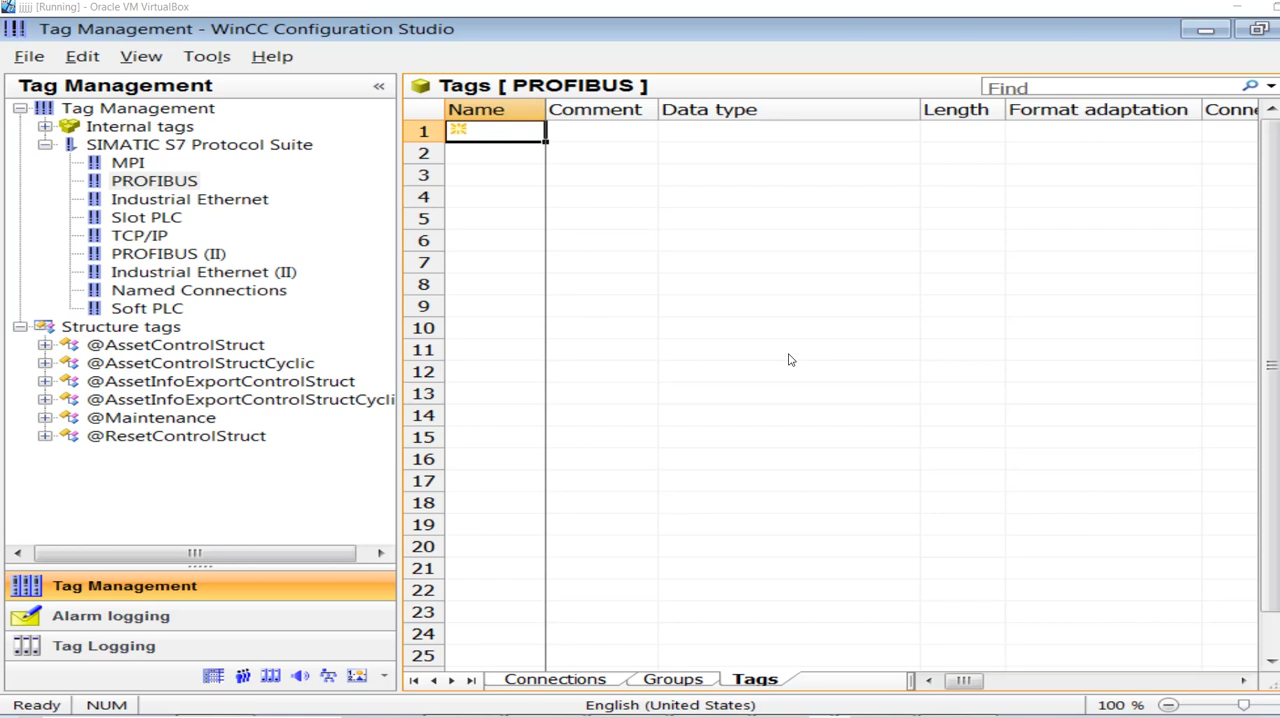 jjjjj [Running] - Oracle VM VirtualBox
Tag Management - WinCC Configuration Studio
File Edit View Tools Help
Tag Management «
Tags [ PROFIBUS ]
Find
Tag Management
Internal tags
SIMATIC S7 Protocol Suite
MPI
PROFIBUS
Industrial Ethernet
Slot PLC
TCP/IP
PROFIBUS (II)
Industrial Ethernet (II)
Named Connections
Soft PLC
Structure tags
@AssetControlStruct
@AssetControlStructCyclic
@AssetInfoExportControlStruct
@AssetInfoExportControlStructCycli
@Maintenance
@ResetControlStruct
Name Comment Data type Length Format adaptation Conne
1
2
3
4
5
6
7
8
9
10
11
12
13
14
15
16
17
18
19
20
21
22
23
24
25
Tag Management
Alarm logging
Tag Logging
Connections Groups Tags
Ready NUM English (United States) 100 %